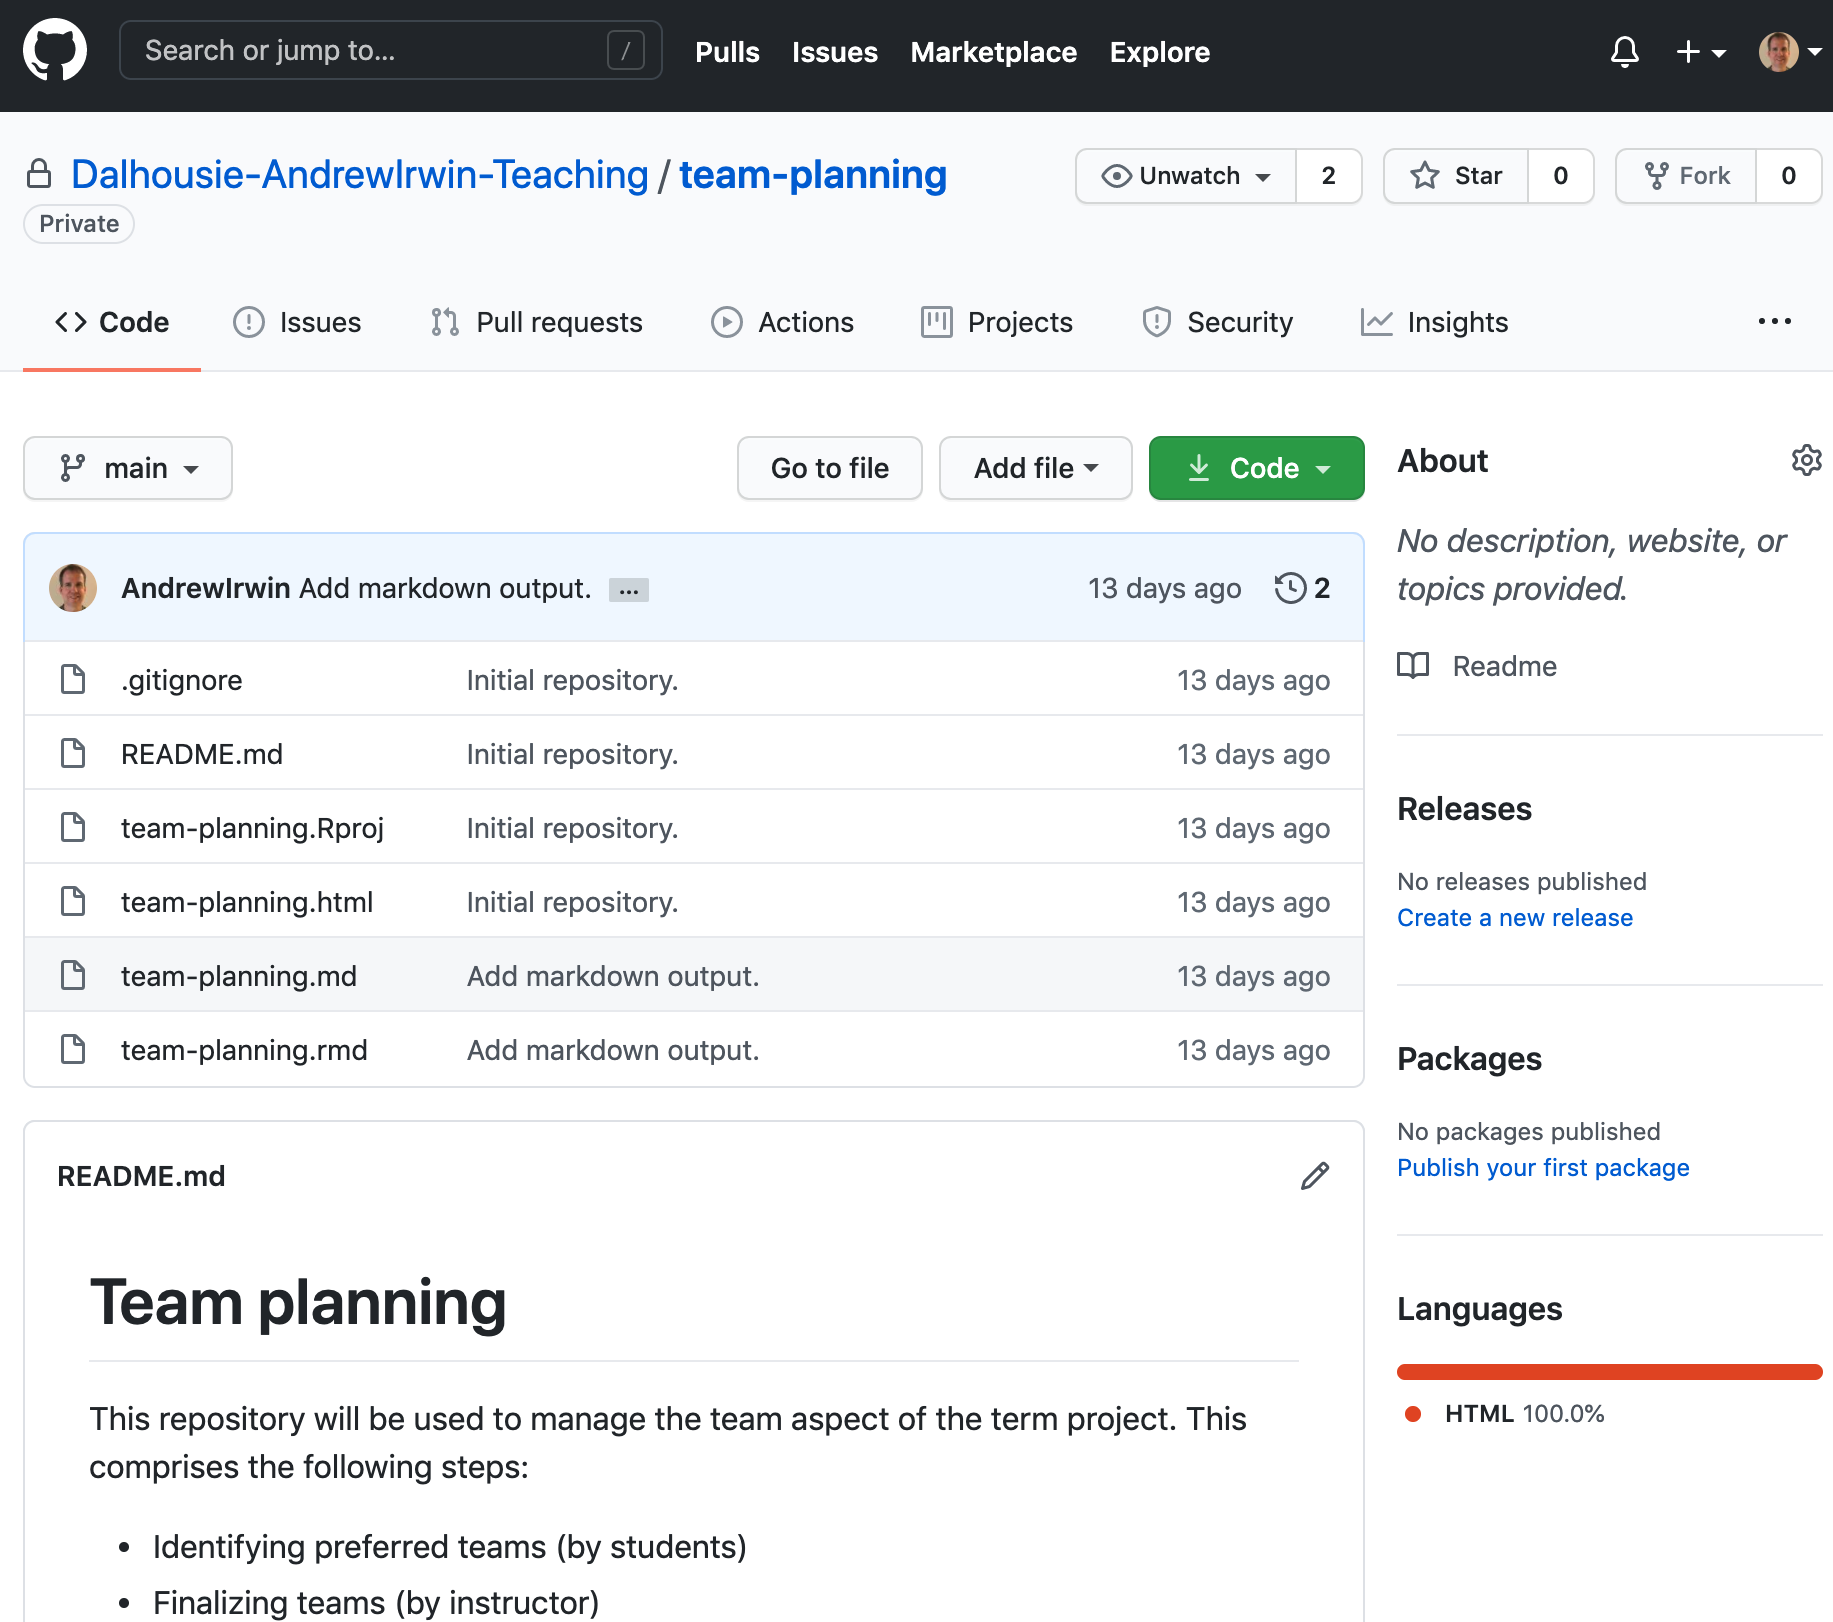 Search or jump to... /
Pulls Issues Marketplace Explore
Dalhousie-AndrewIrwin-Teaching / team-planning
Private
Unwatch 2
Star 0
Fork 0
Code Issues Pull requests Actions Projects Security Insights ...
main
Go to file Add file Code
AndrewIrwin Add markdown output. ... 13 days ago 2
.gitignore Initial repository. 13 days ago
README.md Initial repository. 13 days ago
team-planning.Rproj Initial repository. 13 days ago
team-planning.html Initial repository. 13 days ago
team-planning.md Add markdown output. 13 days ago
team-planning.rmd Add markdown output. 13 days ago
README.md
Team planning
This repository will be used to manage the team aspect of the term project. This
comprises the following steps:
• Identifying preferred teams (by students)
• Finalizing teams (by instructor)
About
No description, website, or
topics provided.
Readme
Releases
No releases published
Create a new release
Packages
No packages published
Publish your first package
Languages
HTML 100.0%